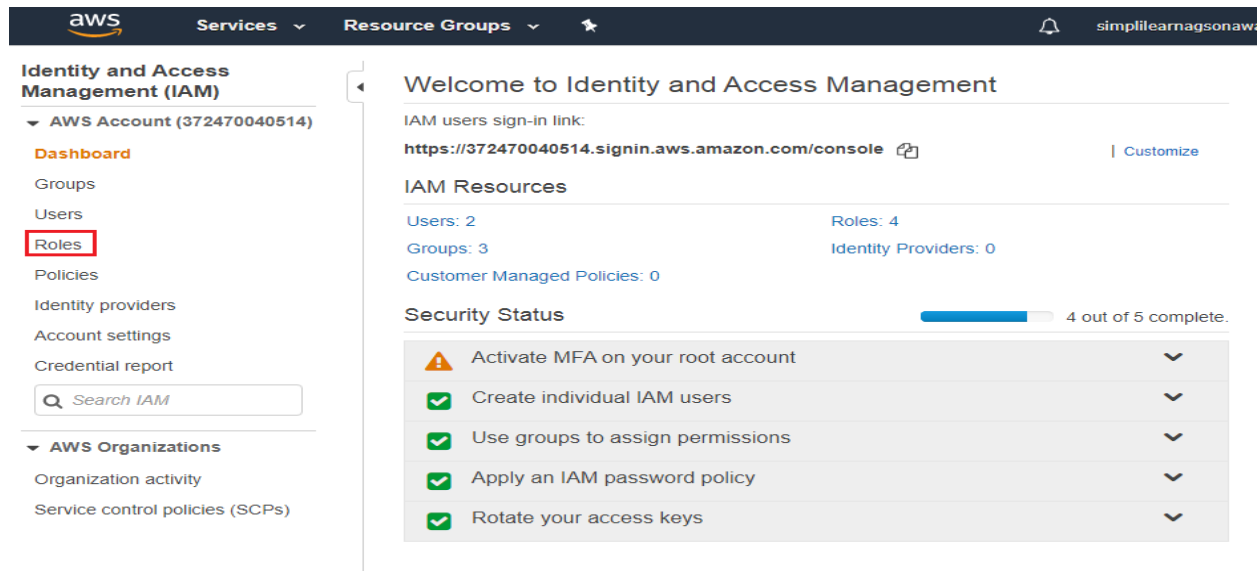 aws Services Resource Groups simplilearnagsonawa
Identity and Access
Management (IAM)
AWS Account (372470040514)
Dashboard
Groups
Users
Roles
Policies
Identity providers
Account settings
Credential report
Search IAM
AWS Organizations
Organization activity
Service control policies (SCPs)
Welcome to Identity and Access Management
IAM users sign-in link:
https://372470040514.signin.aws.amazon.com/console | Customize
IAM Resources
Users: 2 Roles: 4
Groups: 3 Identity Providers: 0
Customer Managed Policies: 0
Security Status 4 out of 5 complete.
Activate MFA on your root account
Create individual IAM users
Use groups to assign permissions
Apply an IAM password policy
Rotate your access keys